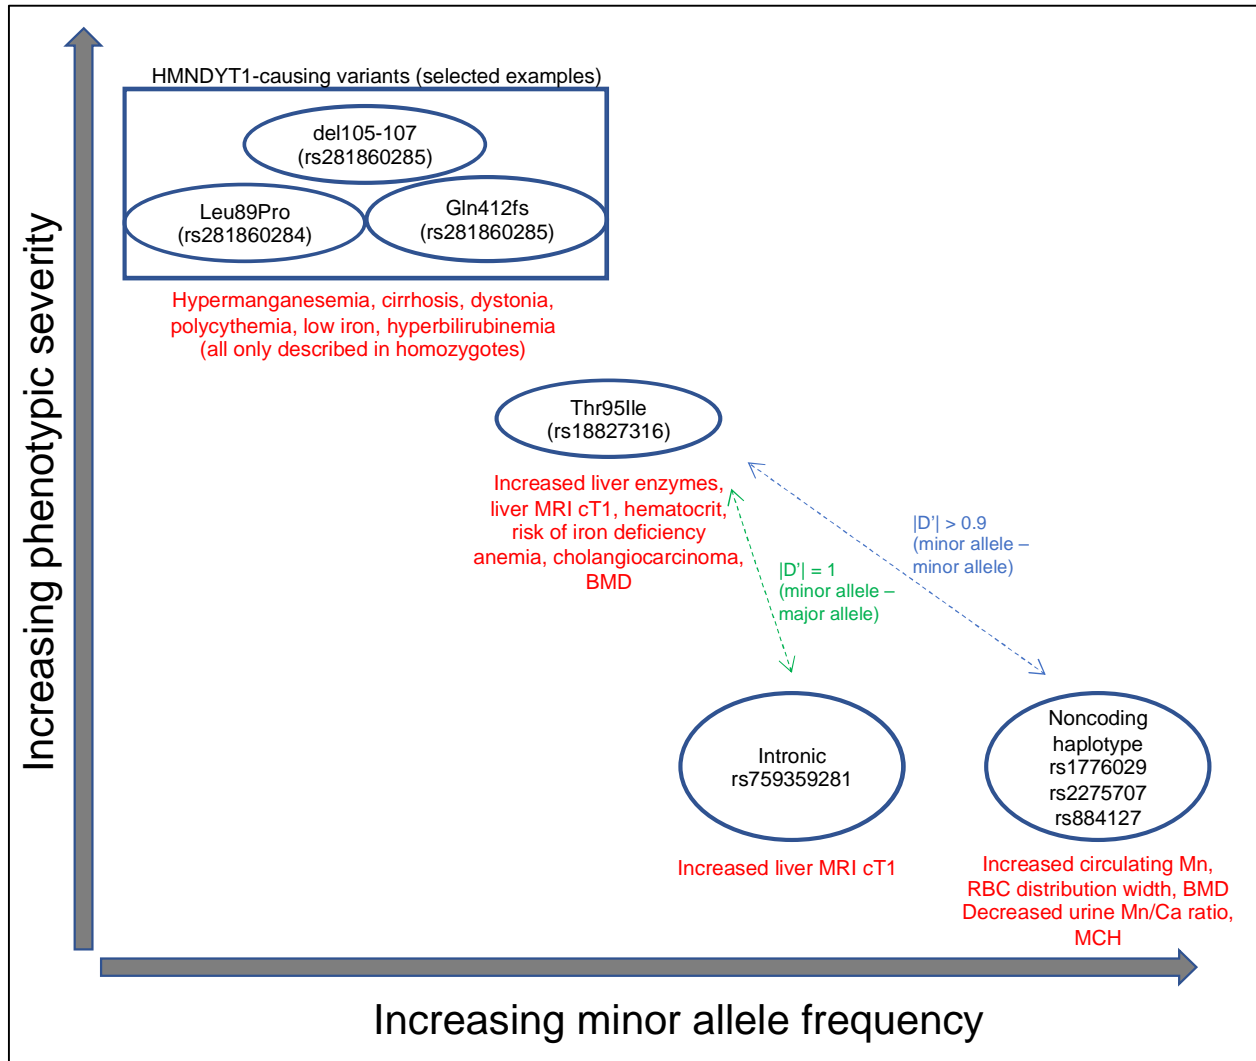 HMNDYT1-causing variants (selected examples)
del105-107
(rs281860285)
Leu89Pro
(rs281860284)
Gln412fs
(rs281860285)
Hypermanganesemia, cirrhosis, dystonia,
polycythemia, low iron, hyperbilirubinemia
(all only described in homozygotes)
Thr95Ile
(rs18827316)
Increased liver enzymes,
liver MRI cT1, hematocrit,
risk of iron deficiency
anemia, cholangiocarcinoma,
BMD
|D'| = 1
(minor allele –
major allele)
|D'| > 0.9
(minor allele –
minor allele)
Intronic
rs759359281
Increased liver MRI cT1
Noncoding
haplotype
rs1776029
rs2275707
rs884127
Increased circulating Mn,
RBC distribution width, BMD
Decreased urine Mn/Ca ratio,
MCH
Increasing phenotypic severity
Increasing minor allele frequency